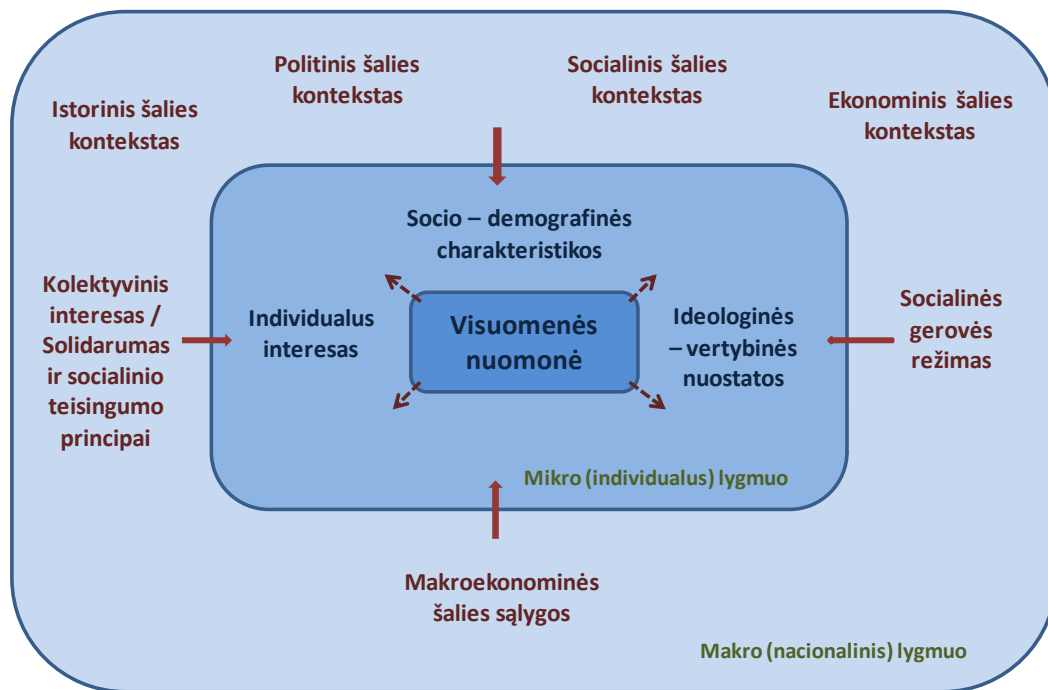 Politinis šalies
kontekstas
Socialinis šalies
kontekstas
Istorinis šalies
kontekstas
Ekonominis šalies
kontekstas
Socio – demografinės
charakteristikos
Kolektyvinis
interesas /
Solidarumas
ir socialinio
teisingumo
principai
Individualus
interesas
Visuomenės
nuomonė
Ideologinės
– vertybinės
nuostatos
Socialinės
gerovės
režimas
Mikro (individualus) lygmuo
Makroekonominės
šalies sąlygos
Makro (nacionalinis) lygmuo